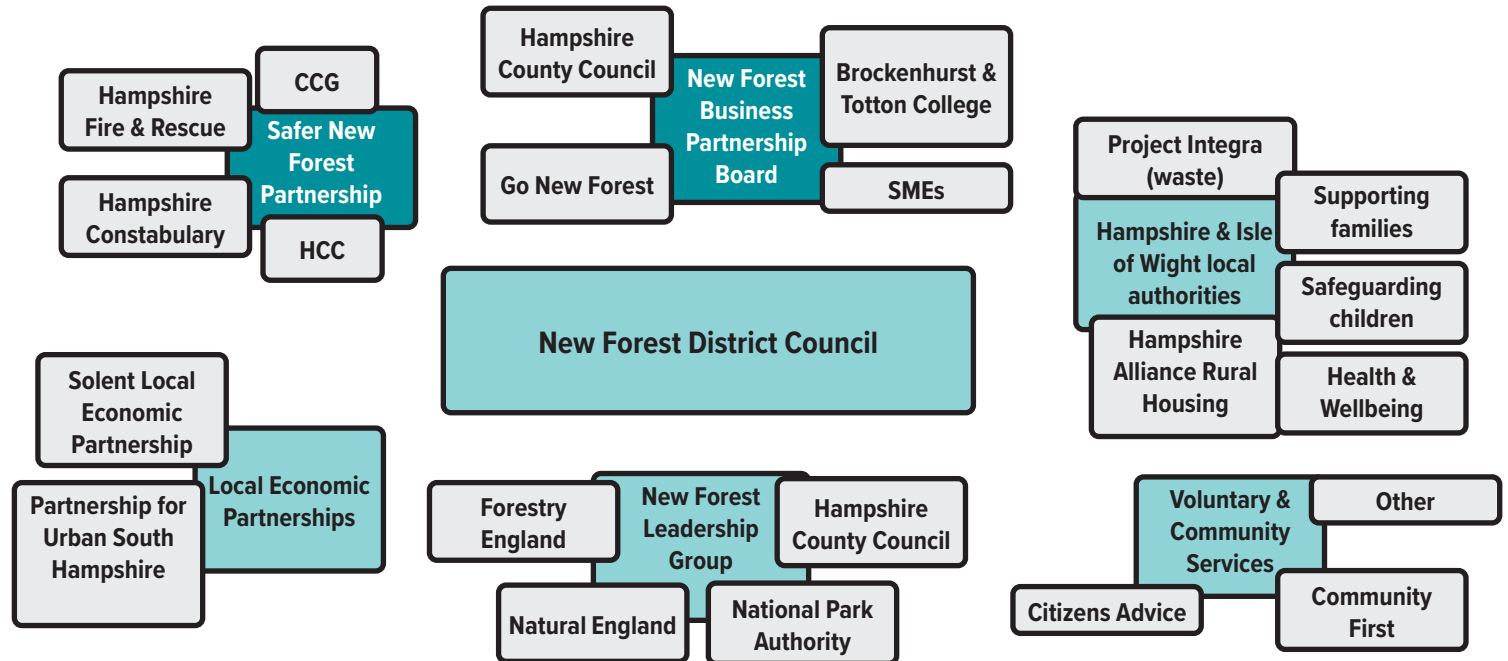 Hampshire
Fire & Rescue
CCG
Safer New
Forest
Partnership
Hampshire
Constabulary
HCC
Hampshire
County Council
New Forest
Business
Partnership
Board
Brockenhurst &
Totton College
Go New Forest
SMEs
Project Integra
(waste)
Hampshire & Isle
of Wight local
authorities
Supporting
families
Safeguarding
children
Hampshire
Alliance Rural
Housing
Health &
Wellbeing
New Forest District Council
Solent Local
Economic
Partnership
Local Economic
Partnerships
Partnership for
Urban South
Hampshire
Forestry
England
New Forest
Leadership
Group
Hampshire
County Council
Natural England
National Park
Authority
Voluntary &
Community
Services
Other
Citizens Advice
Community
First